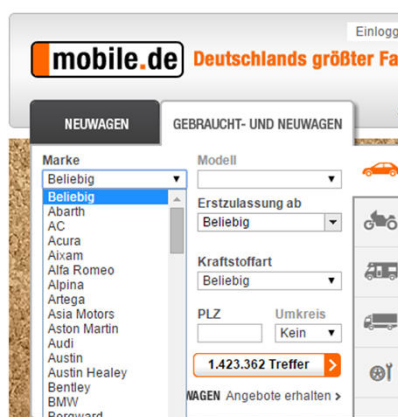 Einlogg
mobile.de
Deutschlands größter Fa
NEUWAGEN
GEBRAUCHT- UND NEUWAGEN
Marke
Modell
Beliebig
Beliebig
Abarth
AC
Acura
Aixam
Alfa Romeo
Alpina
Artega
Asia Motors
Aston Martin
Audi
Austin
Austin Healey
Bentley
BMW
Borgward
Erstzulassung ab
Beliebig
Kraftstoffart
Beliebig
PLZ
Umkreis
Kein
1.423.362 Treffer
WAGEN Angebote erhalten